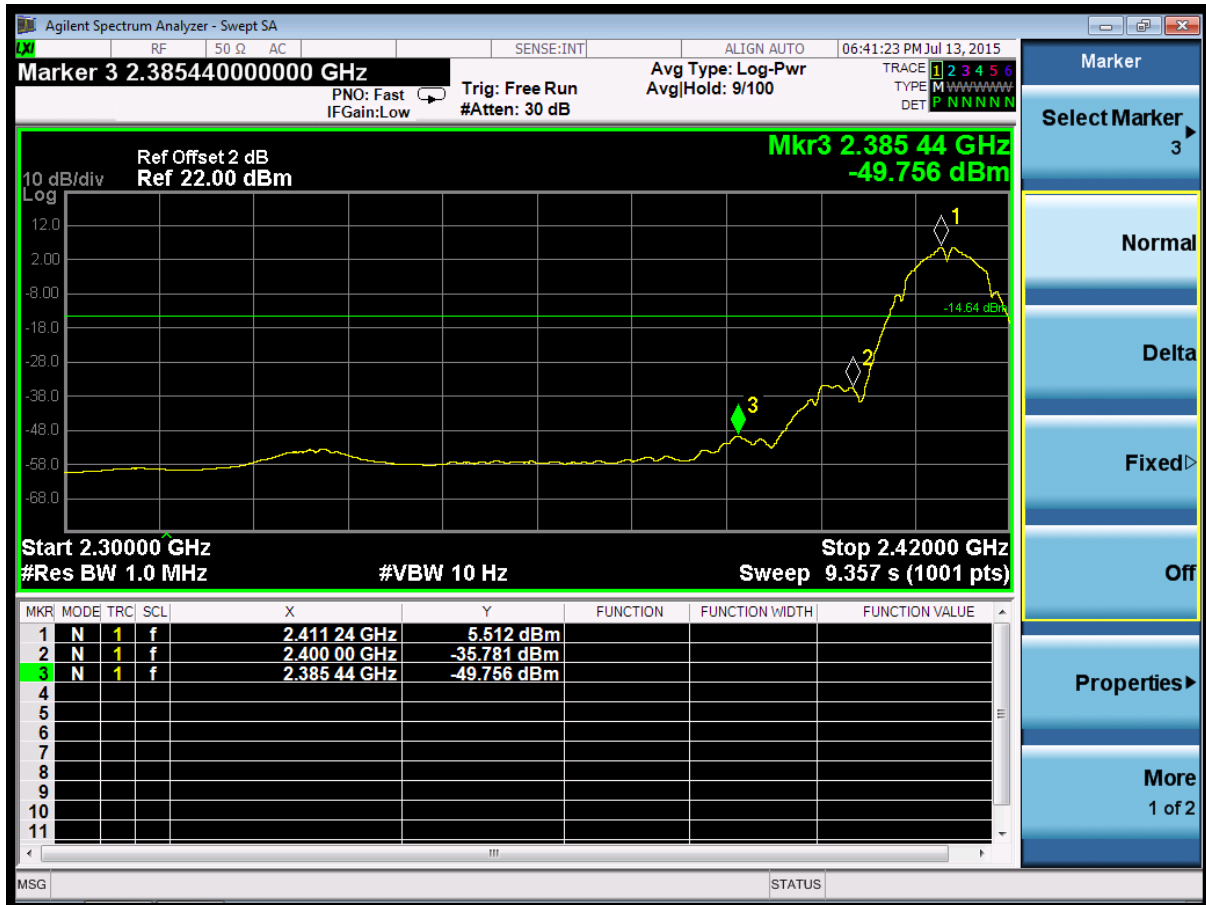 Agilent Spectrum Analyzer - Swept SA
LXI RF 50 Ω AC SENSE:INT ALIGN AUTO 06:41:23 PM Jul 13, 2015
Marker 3 2.385440000000 GHz
PNO: Fast
IFGain:Low
Trig: Free Run
#Atten: 30 dB
Avg Type: Log-Pwr
Avg|Hold: 9/100
TRACE 1 2 3 4 5 6
TYPE M W W W W W
DET P N N N N N
Mkr3 2.385 44 GHz
-49.756 dBm
Ref Offset 2 dB
10 dB/div Ref 22.00 dBm
Log
12.0
2.00
-8.00
-18.0
-28.0
-38.0
-48.0
-58.0
-68.0
1
-14.64 dBm
2
3
Start 2.30000 GHz Stop 2.42000 GHz
#Res BW 1.0 MHz #VBW 10 Hz Sweep 9.357 s (1001 pts)
MKR MODE TRC SCL X Y FUNCTION FUNCTION WIDTH FUNCTION VALUE
1 N 1 f 2.411 24 GHz 5.512 dBm
2 N 1 f 2.400 00 GHz -35.781 dBm
3 N 1 f 2.385 44 GHz -49.756 dBm
4
5
6
7
8
9
10
11
MSG STATUS
Marker
Select Marker
3
Normal
Delta
Fixed
Off
Properties
More
1 of 2